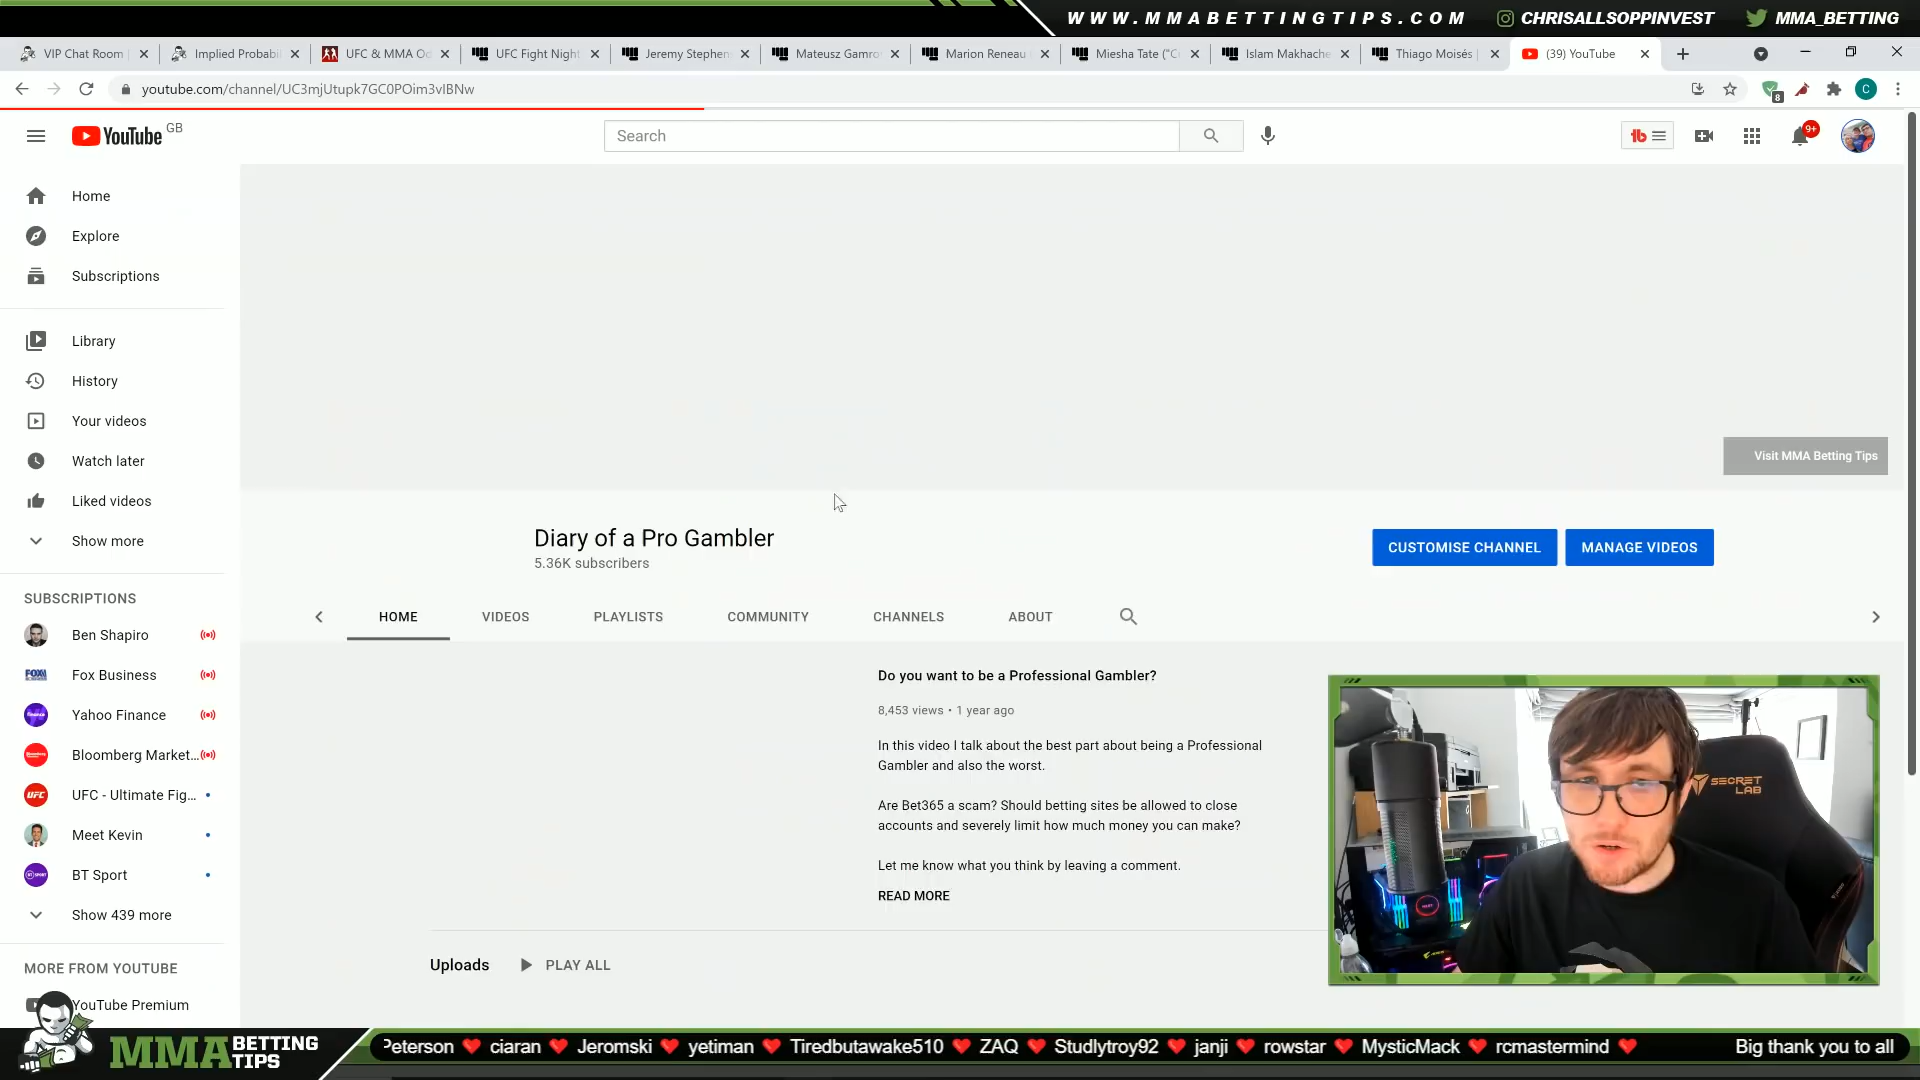 WWW.MMABETTINGTIPS.COM CHRISALLSOPPINVEST MMA_BETTING
VIP Chat Room Implied Probabil UFC & MMA Od UFC Fight Night Jeremy Stephen Mateusz Gamro Marion Reneau Miesha Tate ("Cu Islam Makhache Thiago Moisés (39) YouTube
youtube.com/channel/UC3mjUtupk7GC0POim3vIBNw 8 C
YouTube GB Search 9+
Home
Explore
Subscriptions
Library
History
Your videos
Watch later
Liked videos
Show more
SUBSCRIPTIONS
Ben Shapiro
Fox Business
Yahoo Finance
Bloomberg Market...
UFC - Ultimate Fig...
Meet Kevin
BT Sport
Show 439 more
MORE FROM YOUTUBE
YouTube Premium
Visit MMA Betting Tips
Diary of a Pro Gambler
5.36K subscribers
CUSTOMISE CHANNEL MANAGE VIDEOS
HOME VIDEOS PLAYLISTS COMMUNITY CHANNELS ABOUT
Do you want to be a Professional Gambler?
8,453 views • 1 year ago
In this video I talk about the best part about being a Professional
Gambler and also the worst.
Are Bet365 a scam? Should betting sites be allowed to close
accounts and severely limit how much money you can make?
Let me know what you think by leaving a comment.
READ MORE
Uploads PLAY ALL
SECRET
LAB
MMA BETTING
TIPS
Peterson ciaran Jeromski yetiman Tiredbutawake510 ZAQ Studlytroy92 janji rowstar MysticMack rcmastermind Big thank you to all